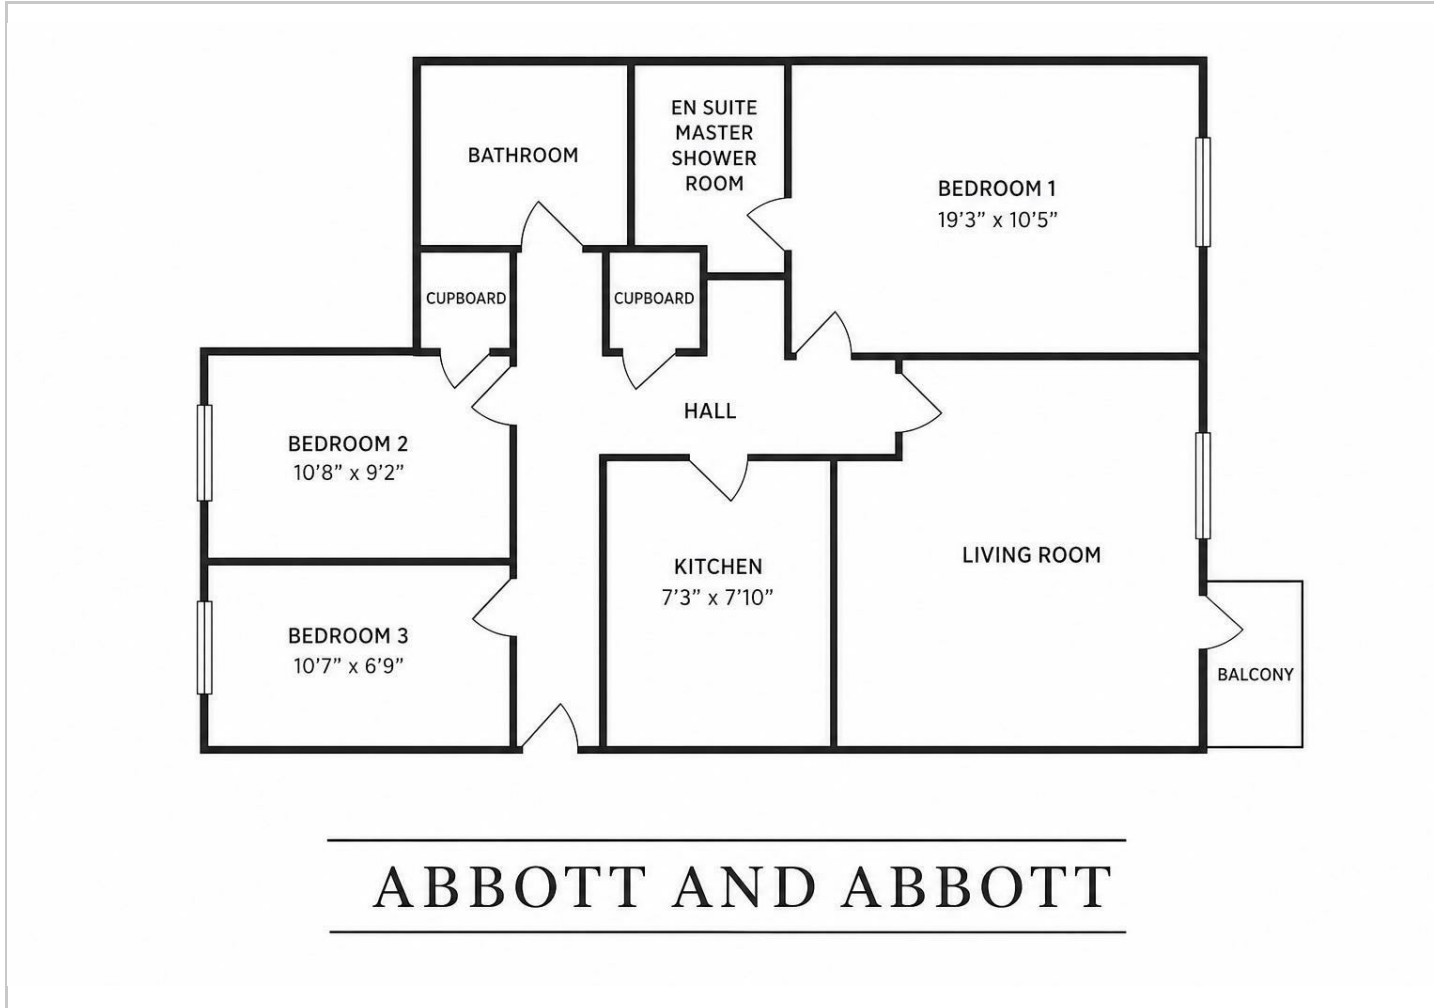 BATHROOM
EN SUITE
MASTER
SHOWER
ROOM
BEDROOM 1
19’3” x 10’5”
CUPBOARD
CUPBOARD
HALL
BEDROOM 2
10’8” x 9’2”
KITCHEN
7’3” x 7’10”
LIVING ROOM
BEDROOM 3
10’7” x 6’9”
BALCONY
ABBOTT AND ABBOTT